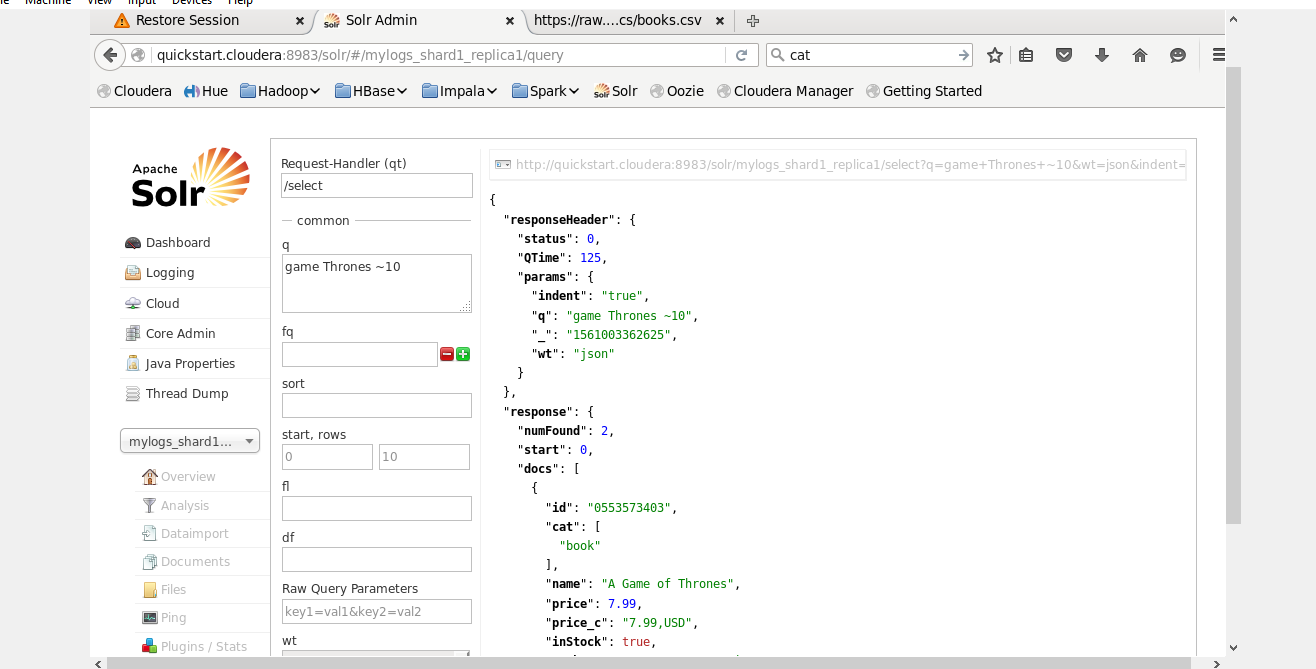 Machine View Input Devices Help
Restore Session × Solr Admin × https://raw....cs/books.csv ×
quickstart.cloudera:8983/solr/#/mylogs_shard1_replica1/query cat
Cloudera Hue Hadoop HBase Impala Spark Solr Solr Oozie Cloudera Manager Getting Started
Apache
Solr
Dashboard
Logging
Cloud
Core Admin
Java Properties
Thread Dump
mylogs_shard1...
Overview
Analysis
Dataimport
Documents
Files
Ping
Plugins / Stats
Request-Handler (qt)
/select
common
q
game Thrones ~10
fq
sort
start, rows
0 10
fl
df
Raw Query Parameters
key1=val1&key2=val2
wt
http://quickstart.cloudera:8983/solr/mylogs_shard1_replica1/select?q=game+Thrones+~10&wt=json&indent=
{
"responseHeader": {
"status": 0,
"QTime": 125,
"params": {
"indent": "true",
"q": "game Thrones ~10",
"_": "1561003362625",
"wt": "json"
}
},
"response": {
"numFound": 2,
"start": 0,
"docs": [
{
"id": "0553573403",
"cat": [
"book"
],
"name": "A Game of Thrones",
"price": 7.99,
"price_c": "7.99,USD",
"inStock": true,